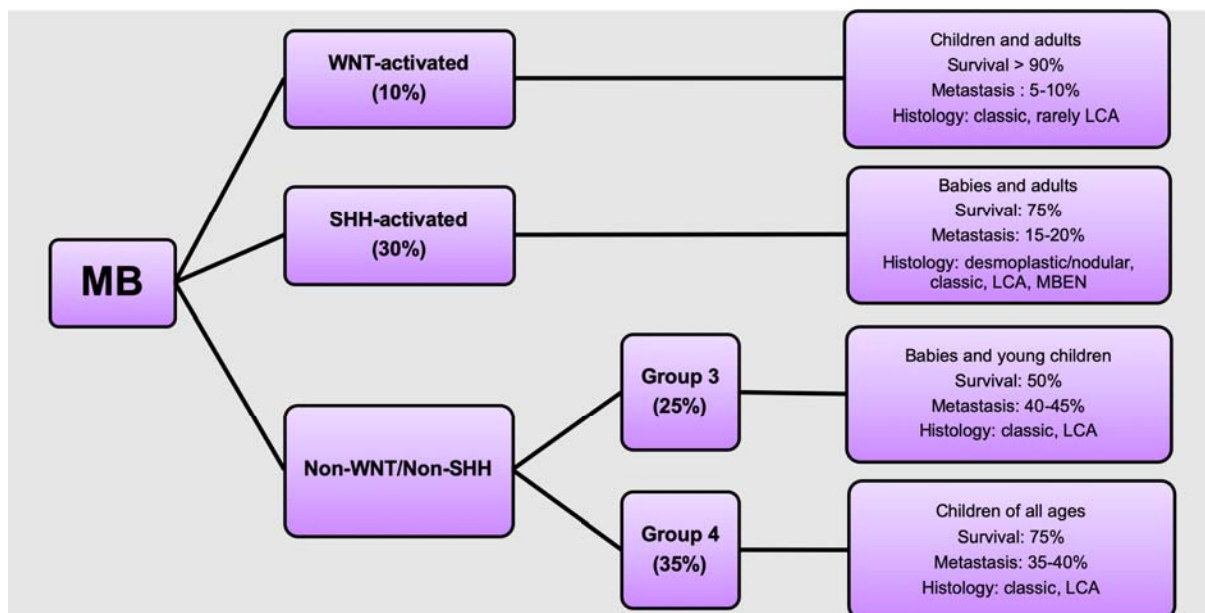 MB
WNT-activated
(10%)
Children and adults
Survival > 90%
Metastasis : 5-10%
Histology: classic, rarely LCA
SHH-activated
(30%)
Babies and adults
Survival: 75%
Metastasis: 15-20%
Histology: desmoplastic/nodular,
classic, LCA, MBEN
Non-WNT/Non-SHH
Group 3
(25%)
Babies and young children
Survival: 50%
Metastasis: 40-45%
Histology: classic, LCA
Group 4
(35%)
Children of all ages
Survival: 75%
Metastasis: 35-40%
Histology: classic, LCA